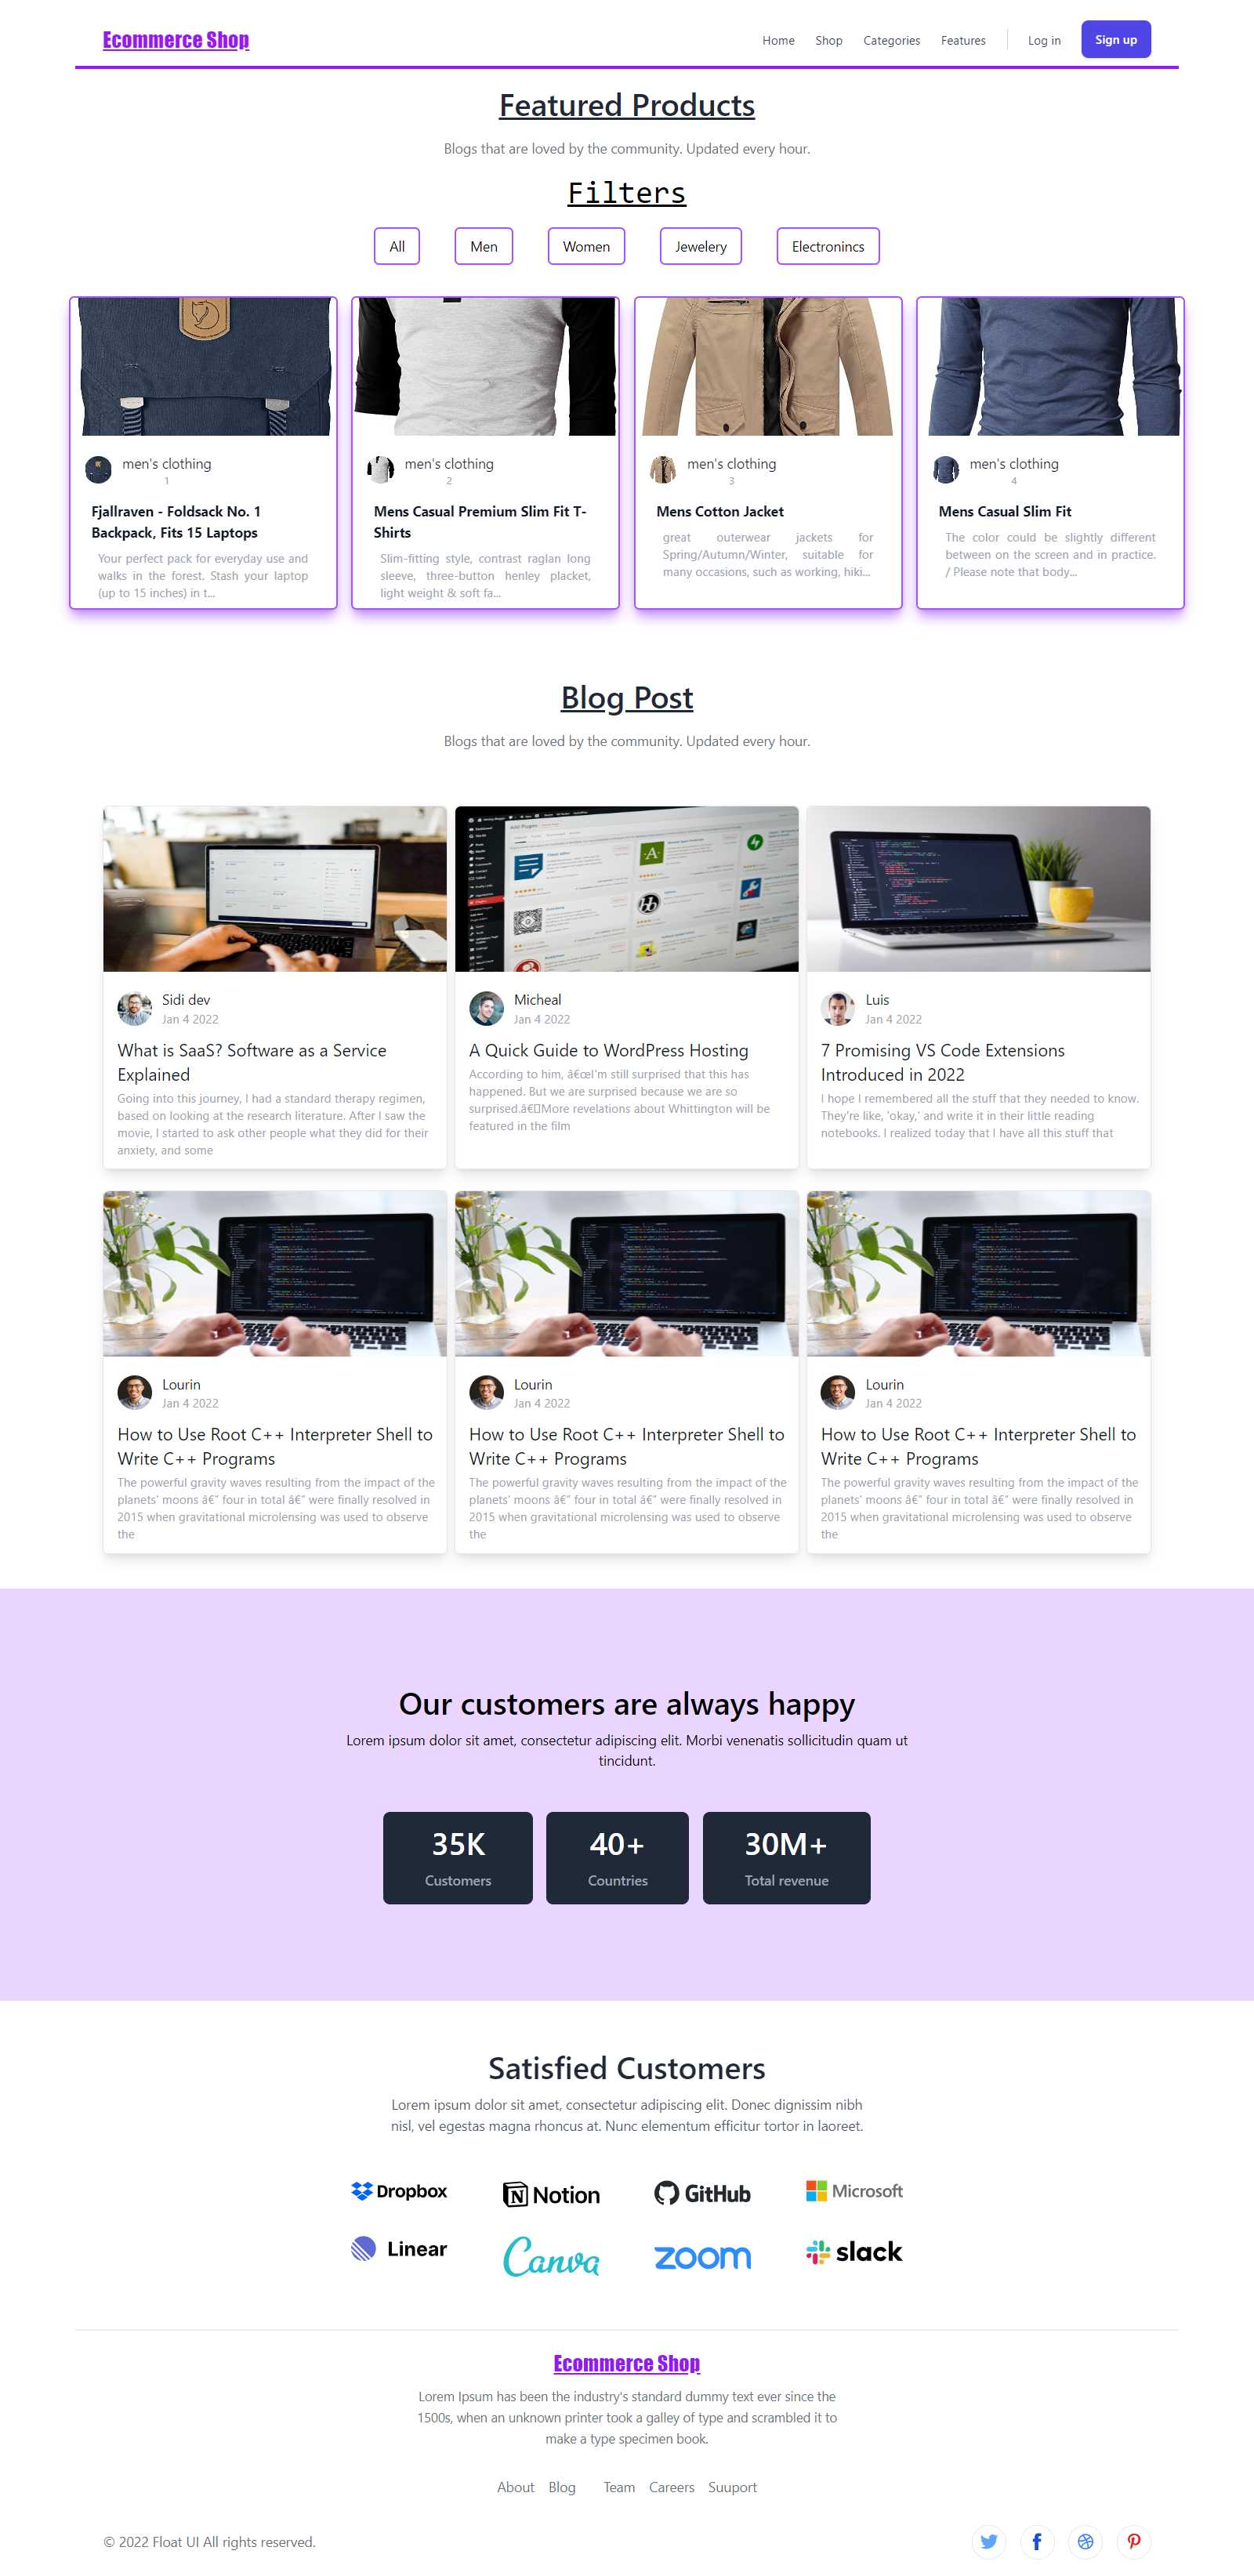 Ecommerce Shop
Home Shop Categories Features Log in Sign up
Featured Products
Blogs that are loved by the community. Updated every hour.
Filters
All Men Women Jewelery Electronincs
men's clothing
1
Fjallraven - Foldsack No. 1
Backpack, Fits 15 Laptops
Your perfect pack for everyday use and
walks in the forest. Stash your laptop
(up to 15 inches) in t...
men's clothing
2
Mens Casual Premium Slim Fit T-
Shirts
Slim-fitting style, contrast raglan long
sleeve, three-button henley placket,
light weight & soft fa...
men's clothing
3
Mens Cotton Jacket
great outerwear jackets for
Spring/Autumn/Winter, suitable for
many occasions, such as working, hiki...
men's clothing
4
Mens Casual Slim Fit
The color could be slightly different
between on the screen and in practice.
/ Please note that body...
Blog Post
Blogs that are loved by the community. Updated every hour.
Sidi dev
Jan 4 2022
What is SaaS? Software as a Service
Explained
Going into this journey, I had a standard therapy regimen,
based on looking at the research literature. After I saw the
movie, I started to ask other people what they did for their
anxiety, and some
Micheal
Jan 4 2022
A Quick Guide to WordPress Hosting
According to him, â€œI'm still surprised that this has
happened. But we are surprised because we are so
surprised.â€More revelations about Whittington will be
featured in the film
Luis
Jan 4 2022
7 Promising VS Code Extensions
Introduced in 2022
I hope I remembered all the stuff that they needed to know.
They're like, 'okay,' and write it in their little reading
notebooks. I realized today that I have all this stuff that
Lourin
Jan 4 2022
How to Use Root C++ Interpreter Shell to
Write C++ Programs
The powerful gravity waves resulting from the impact of the
planets' moons â€" four in total â€" were finally resolved in
2015 when gravitational microlensing was used to observe
the
Lourin
Jan 4 2022
How to Use Root C++ Interpreter Shell to
Write C++ Programs
The powerful gravity waves resulting from the impact of the
planets' moons â€" four in total â€" were finally resolved in
2015 when gravitational microlensing was used to observe
the
Lourin
Jan 4 2022
How to Use Root C++ Interpreter Shell to
Write C++ Programs
The powerful gravity waves resulting from the impact of the
planets' moons â€" four in total â€" were finally resolved in
2015 when gravitational microlensing was used to observe
the
Our customers are always happy
Lorem ipsum dolor sit amet, consectetur adipiscing elit. Morbi venenatis sollicitudin quam ut
tincidunt.
35K
Customers
40+
Countries
30M+
Total revenue
Satisfied Customers
Lorem ipsum dolor sit amet, consectetur adipiscing elit. Donec dignissim nibh
nisl, vel egestas magna rhoncus at. Nunc elementum efficitur tortor in laoreet.
Dropbox Notion GitHub Microsoft
Linear Canva zoom slack
Ecommerce Shop
Lorem Ipsum has been the industry's standard dummy text ever since the
1500s, when an unknown printer took a galley of type and scrambled it to
make a type specimen book.
About Blog Team Careers Suuport
© 2022 Float UI All rights reserved.